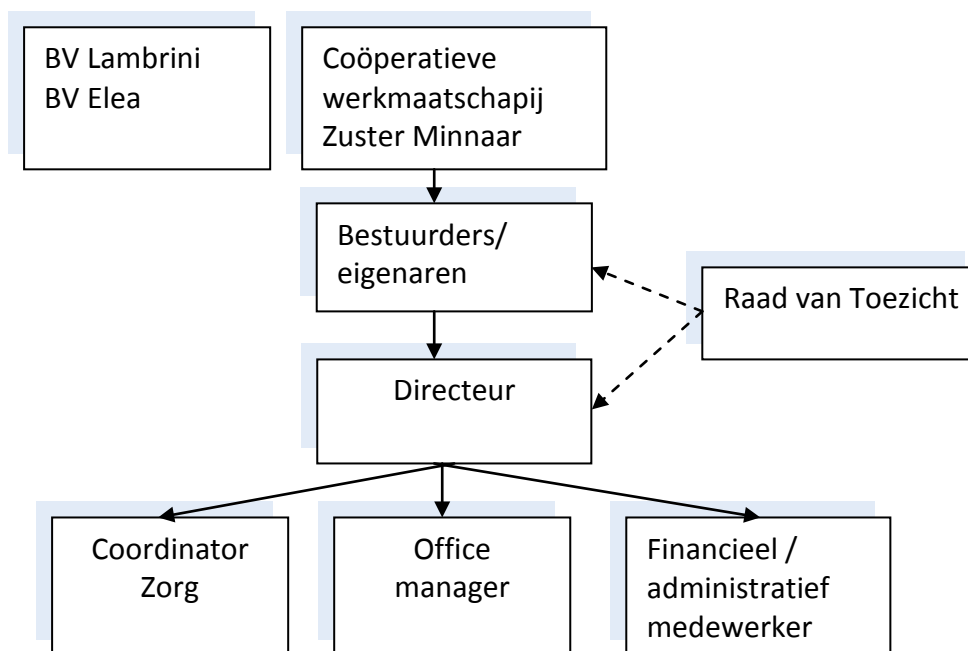 BV Lambrini
BV Elea
Coöperatieve
werkmaatschapij
Zuster Minnaar
Bestuurders/
eigenaren
Raad van Toezicht
Directeur
Coordinator
Zorg
Office
manager
Financieel /
administratief
medewerker